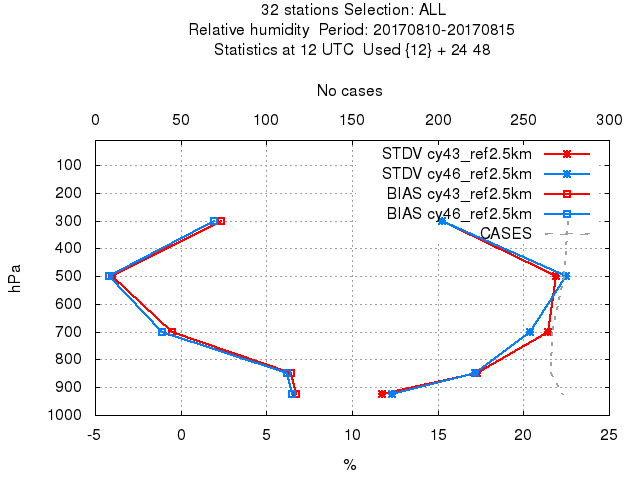 32 stations Selection: ALL
Relative humidity  Period: 20170810-20170815
Statistics at 12 UTC  Used {12} + 24 48
No cases
0 50 100 150 200 250 300
STDV cy43_ref2.5km
STDV cy46_ref2.5km
BIAS cy43_ref2.5km
BIAS cy46_ref2.5km
CASES
hPa
100
200
300
400
500
600
700
800
900
1000
-5 0 5 10 15 20 25
%